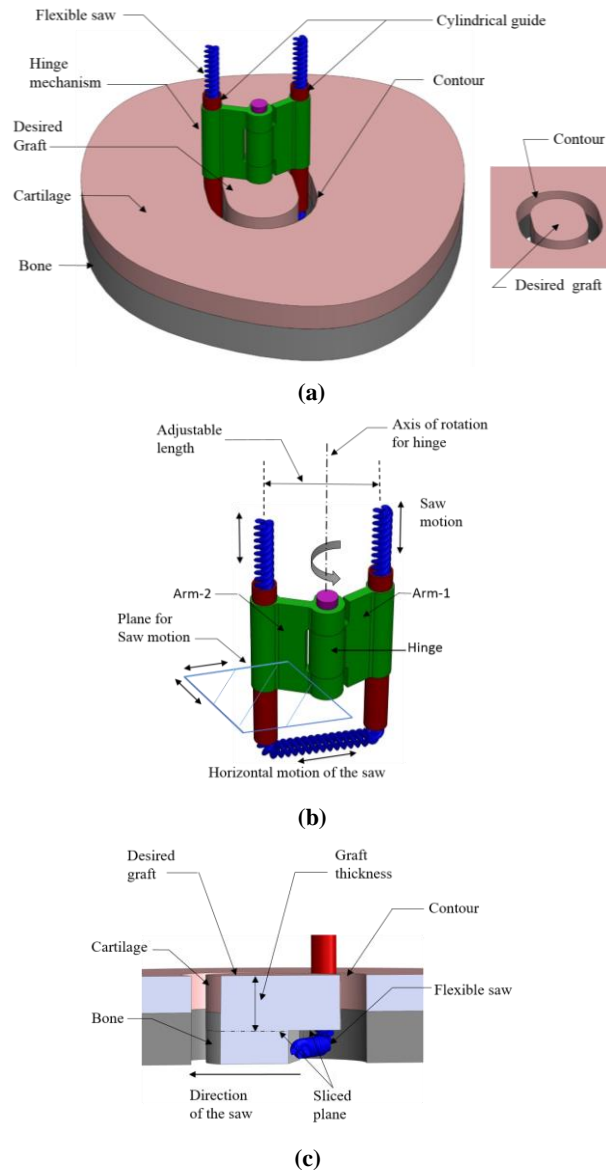 Flexible saw
Cylindrical guide
Hinge
mechanism
Contour
Desired
Graft
Cartilage
Bone
Contour
Desired graft
(a)
Adjustable
length
Axis of rotation
for hinge
Saw
motion
Arm-2
Arm-1
Plane for
Saw motion
Hinge
Horizontal motion of the saw
(b)
Desired
graft
Graft
thickness
Contour
Cartilage
Flexible saw
Bone
Direction
of the saw
Sliced
plane
(c)